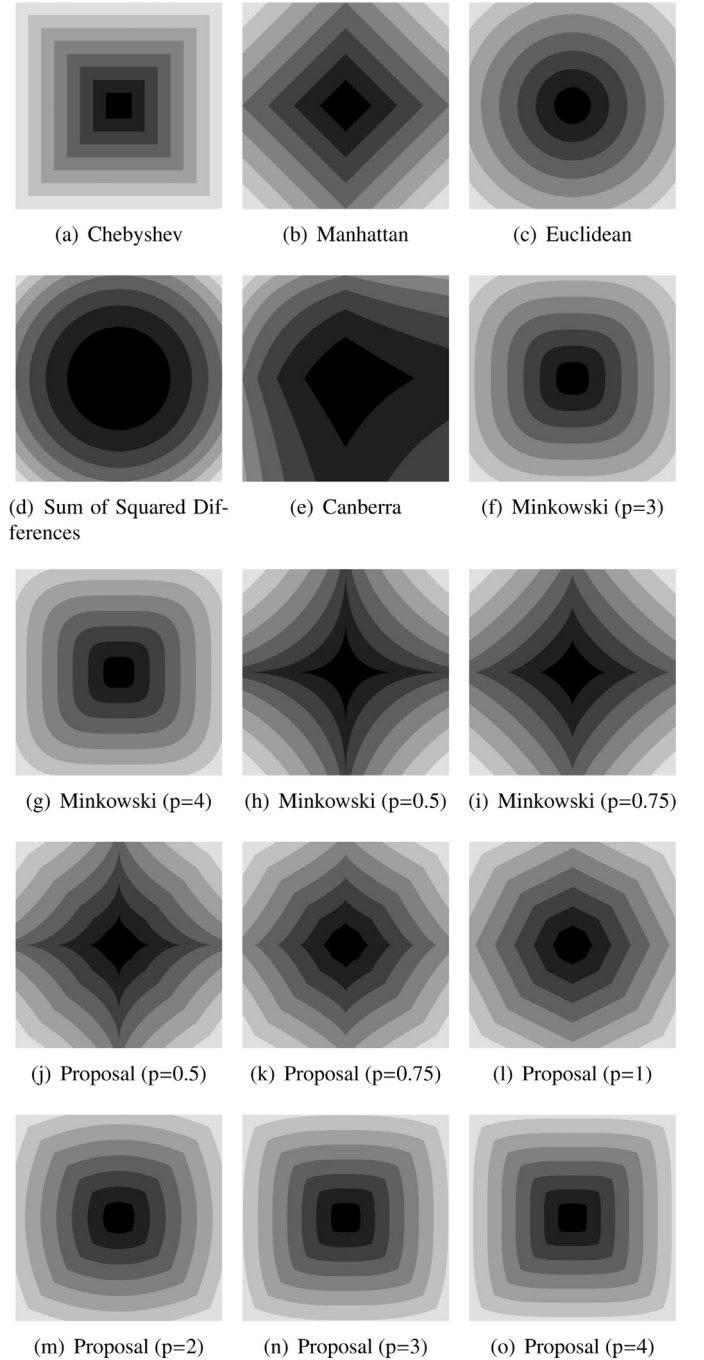 (a) Chebyshev
(b) Manhattan
(c) Euclidean
(d) Sum of Squared Dif-
ferences
(e) Canberra
(f) Minkowski (p=3)
(g) Minkowski (p=4)
(h) Minkowski (p=0.5)
(i) Minkowski (p=0.75)
(j) Proposal (p=0.5)
(k) Proposal (p=0.75)
(l) Proposal (p=1)
(m) Proposal (p=2)
(n) Proposal (p=3)
(o) Proposal (p=4)